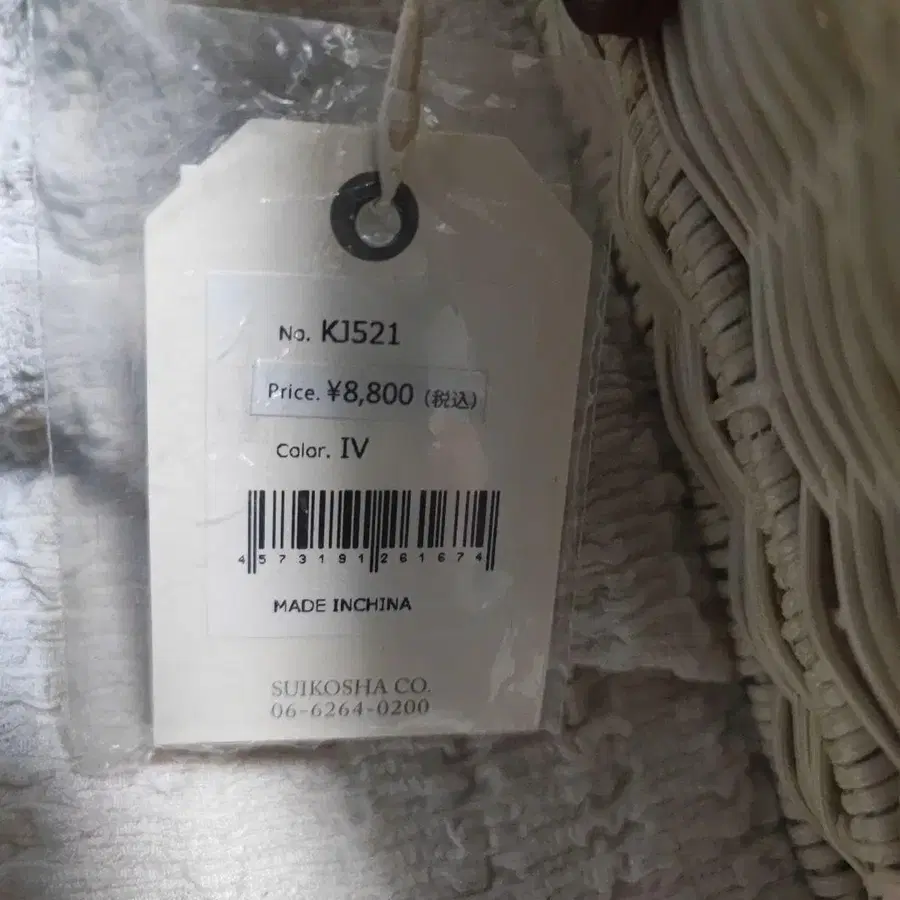 No. KJ521
Price. ¥8,800 (税込)
Color. IV
4573191261674
MADE INCHINA
SUIKOSHA CO.
06-6264-0200